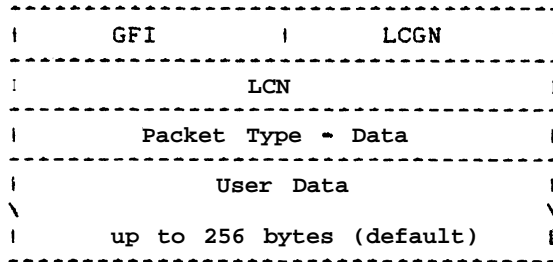 GFI LCGN
LCN
Packet Type - Data
User Data
up to 256 bytes (default)